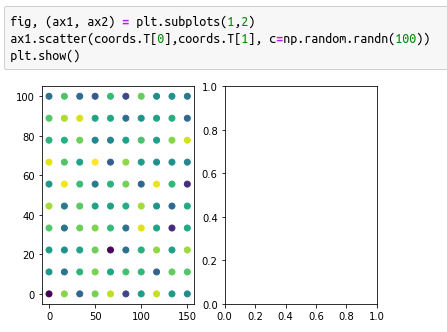 fig, (ax1, ax2) = plt.subplots(1,2)
ax1.scatter(coords.T[0],coords.T[1], c=np.random.randn(100))
plt.show()
100
80
60
40
20
0
0 50 100 150
1.0
0.8
0.6
0.4
0.2
0.0
0.0 0.2 0.4 0.6 0.8 1.0